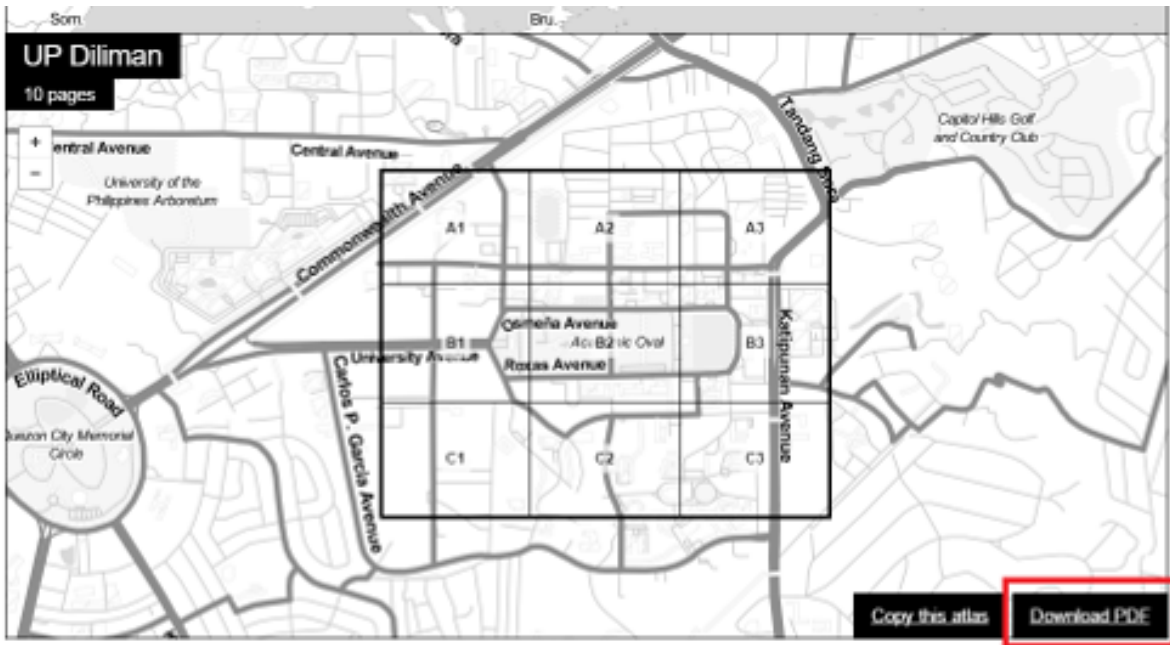 Som.
Bru.
UP Diliman
10 pages
+
-
entral Avenue
Central Avenue
University of the
Philippines Arboretum
Commonwealth Avenue
Tandang Sora
Capitol Hills Golf
and Country Club
A1
A2
A3
Osmeña Avenue
B1
B2
B3
University Avenue
Roxas Avenue
Carlos P. Garcia Avenue
Katipunan Avenue
Elliptical Road
Quezon City Memorial
Circle
C1
C2
C3
Copy this atlas
Download PDF